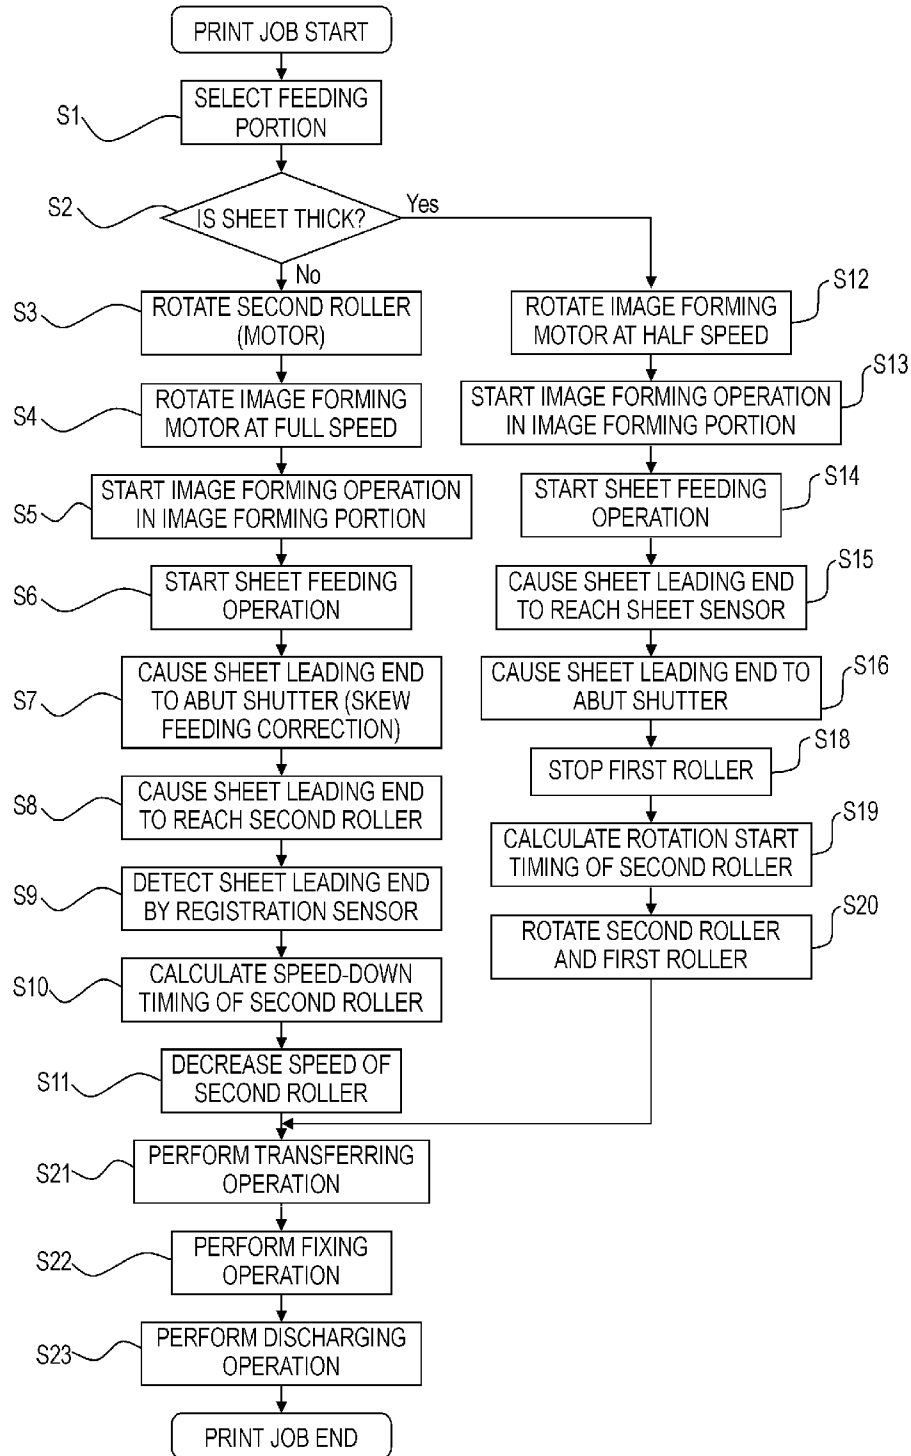 PRINT JOB START
S1
SELECT FEEDING
PORTION
S2
IS SHEET THICK?
Yes
No
S3
ROTATE SECOND ROLLER
(MOTOR)
S4
ROTATE IMAGE FORMING
MOTOR AT FULL SPEED
S5
START IMAGE FORMING OPERATION
IN IMAGE FORMING PORTION
S6
START SHEET FEEDING
OPERATION
S7
CAUSE SHEET LEADING END
TO ABUT SHUTTER (SKEW
FEEDING CORRECTION)
S8
CAUSE SHEET LEADING END
TO REACH SECOND ROLLER
S9
DETECT SHEET LEADING END
BY REGISTRATION SENSOR
S10
CALCULATE SPEED-DOWN
TIMING OF SECOND ROLLER
S11
DECREASE SPEED OF
SECOND ROLLER
S12
ROTATE IMAGE FORMING
MOTOR AT HALF SPEED
S13
START IMAGE FORMING OPERATION
IN IMAGE FORMING PORTION
S14
START SHEET FEEDING
OPERATION
S15
CAUSE SHEET LEADING END
TO REACH SHEET SENSOR
S16
CAUSE SHEET LEADING END TO
ABUT SHUTTER
S18
STOP FIRST ROLLER
S19
CALCULATE ROTATION START
TIMING OF SECOND ROLLER
S20
ROTATE SECOND ROLLER
AND FIRST ROLLER
S21
PERFORM TRANSFERRING
OPERATION
S22
PERFORM FIXING
OPERATION
S23
PERFORM DISCHARGING
OPERATION
PRINT JOB END